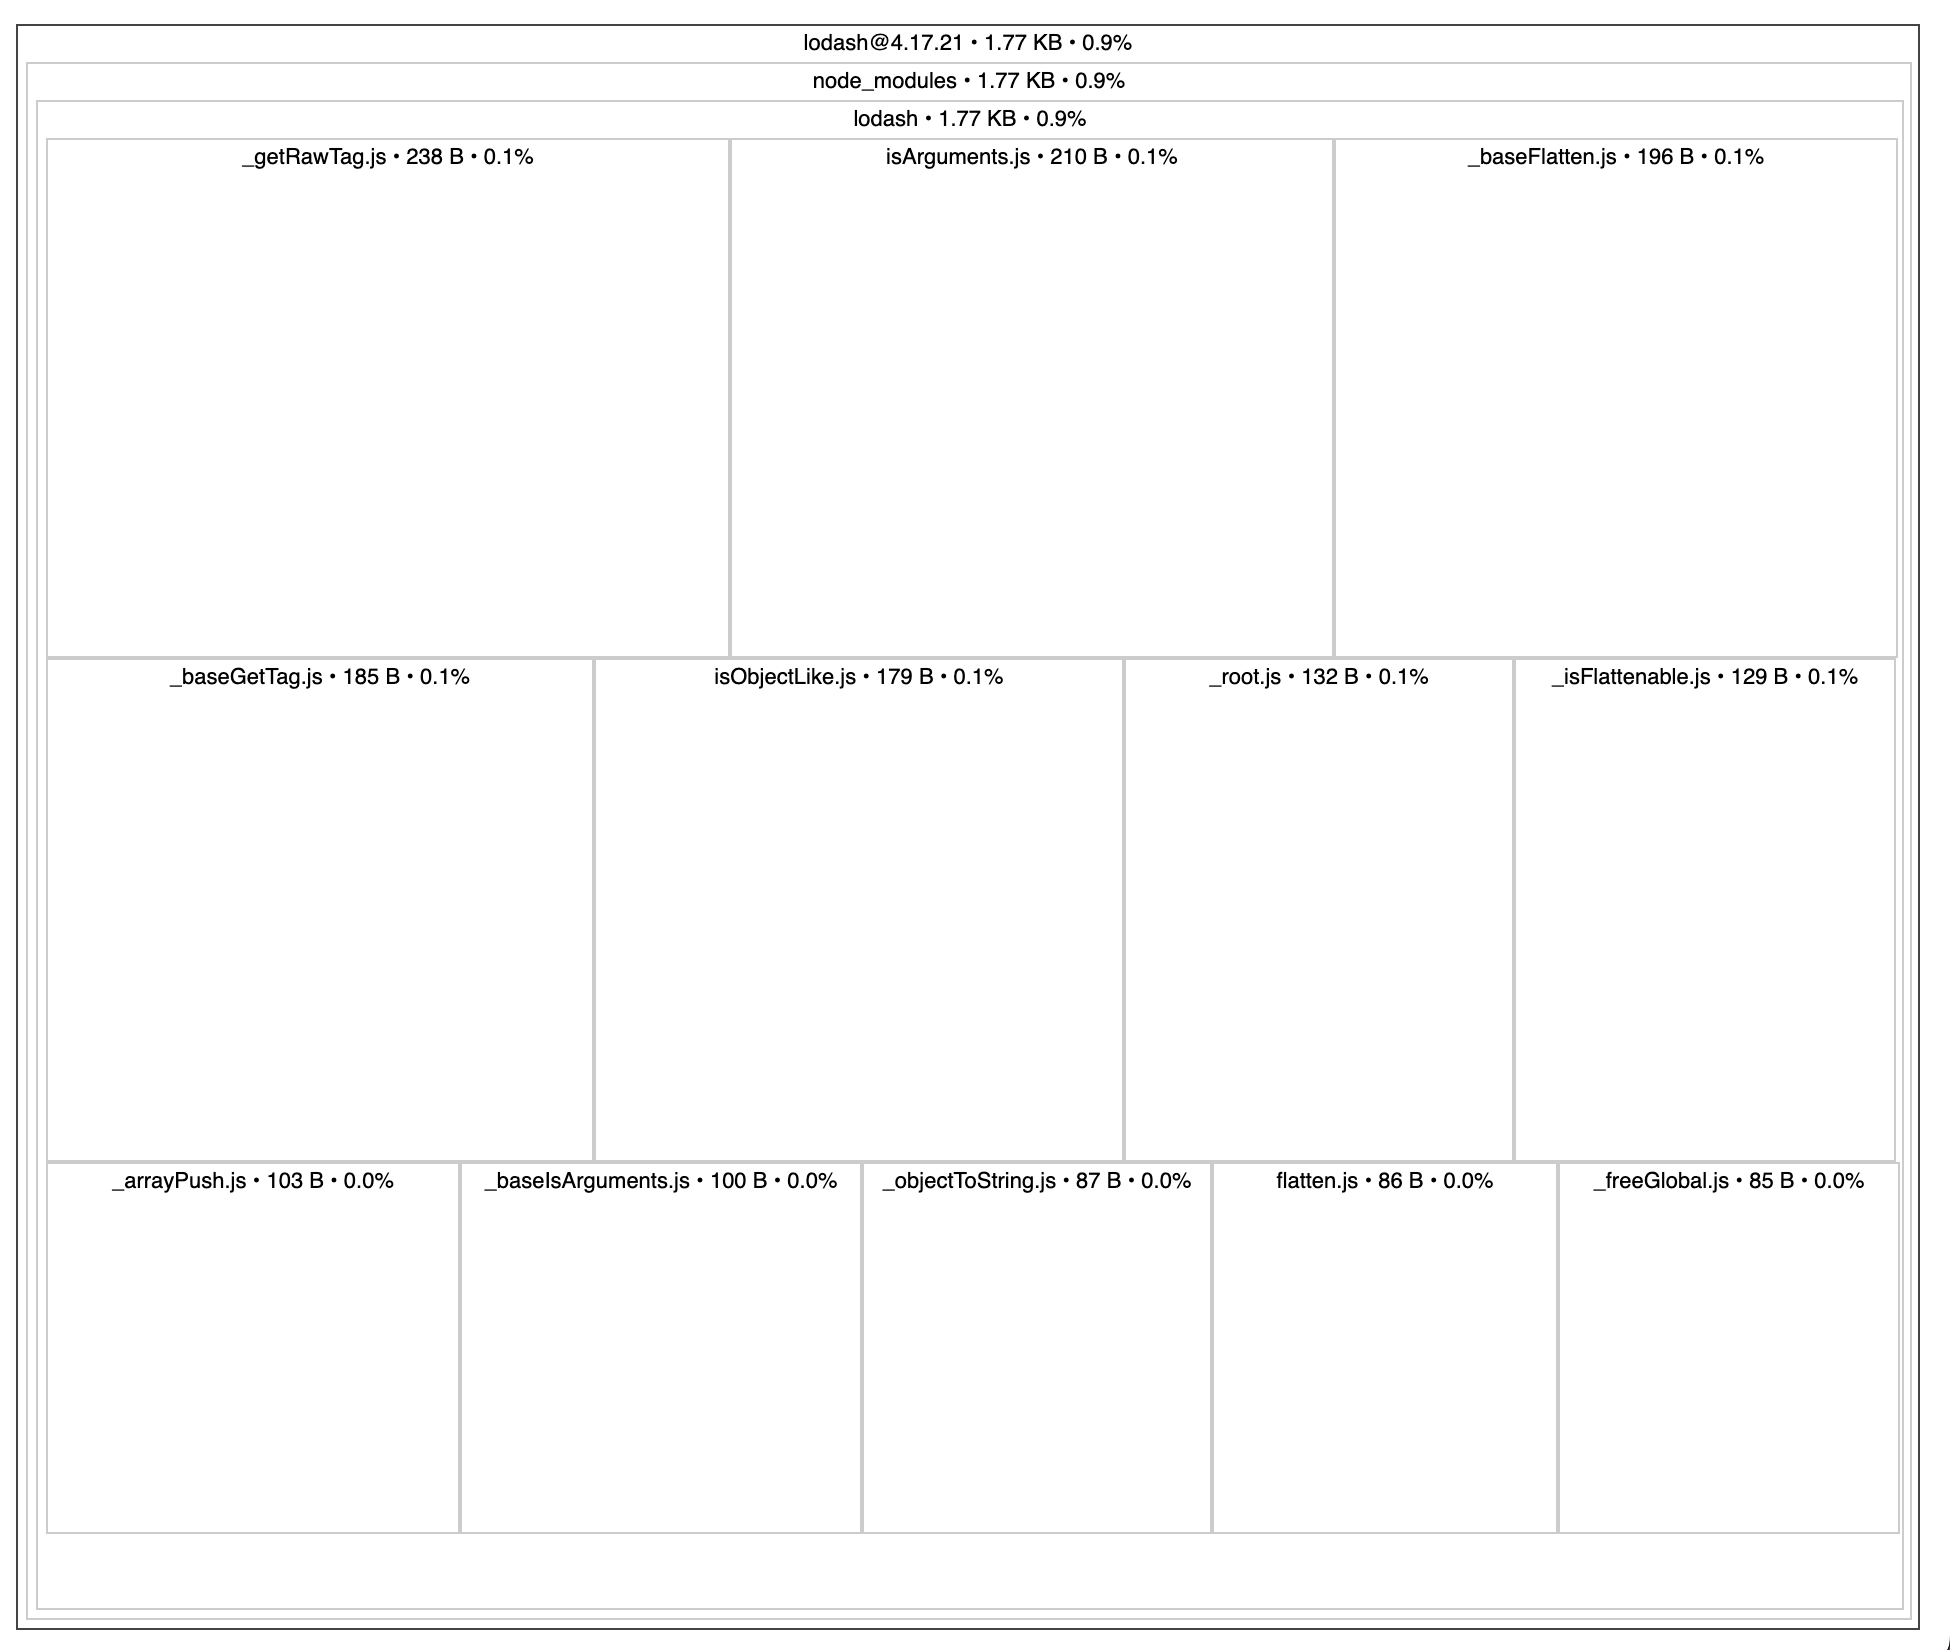 lodash@4.17.21 • 1.77 KB • 0.9%
node_modules • 1.77 KB • 0.9%
lodash • 1.77 KB • 0.9%
_getRawTag.js • 238 B • 0.1%
isArguments.js • 210 B • 0.1%
_baseFlatten.js • 196 B • 0.1%
_baseGetTag.js • 185 B • 0.1%
isObjectLike.js • 179 B • 0.1%
_root.js • 132 B • 0.1%
_isFlattenable.js • 129 B • 0.1%
_arrayPush.js • 103 B • 0.0%
_baseIsArguments.js • 100 B • 0.0%
_objectToString.js • 87 B • 0.0%
flatten.js • 86 B • 0.0%
_freeGlobal.js • 85 B • 0.0%